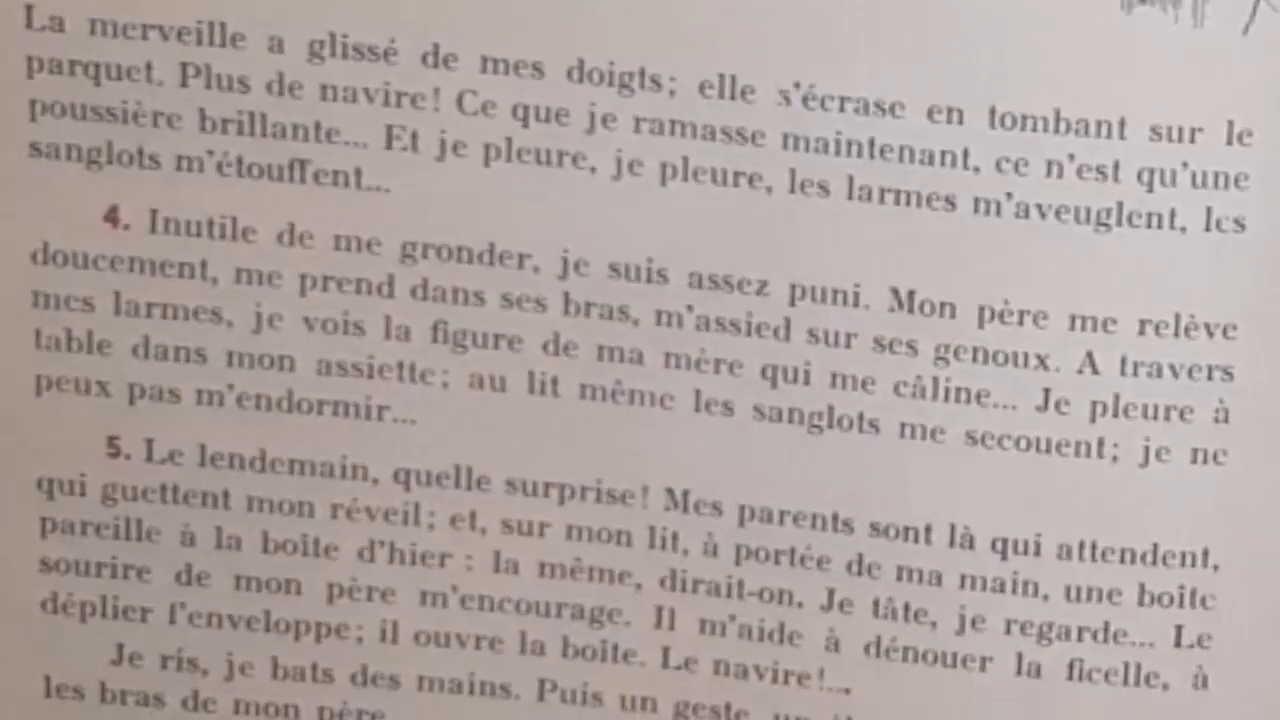 La merveille a glissé de mes doigts; elle s'écrase en tombant sur le
parquet. Plus de navire! Ce que je ramasse maintenant, ce n'est qu'une
poussière brillante... Et je pleure, je pleure, les larmes m'aveuglent, les
sanglots m'étouffent...
4. Inutile de me gronder, je suis assez puni. Mon père me relève
doucement, me prend dans ses bras, m'assied sur ses genoux. A travers
mes larmes, je vois la figure de ma mère qui me câline... Je pleure à
table dans mon assiette; au lit même les sanglots me secouent; je ne
peux pas m'endormir...
5. Le lendemain, quelle surprise! Mes parents sont là qui attendent,
qui guettent mon réveil; et, sur mon lit, à portée de ma main, une boîte
pareille à la boîte d'hier : la même, dirait-on. Je tâte, je regarde... Le
sourire de mon père m'encourage. Il m'aide à dénouer la ficelle, à
déplier l'enveloppe; il ouvre la boîte. Le navire!...
Je ris, je bats des mains. Puis un geste,
les bras de mon père